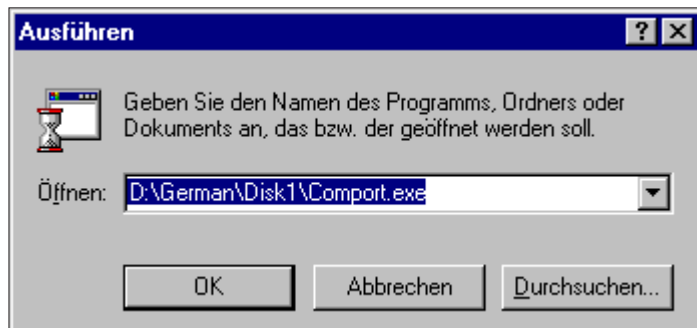 Ausführen
Geben Sie den Namen des Programms, Ordners oder
Dokuments an, das bzw. der geöffnet werden soll.
Öffnen: D:\German\Disk1\Comport.exe
OK Abbrechen Durchsuchen...